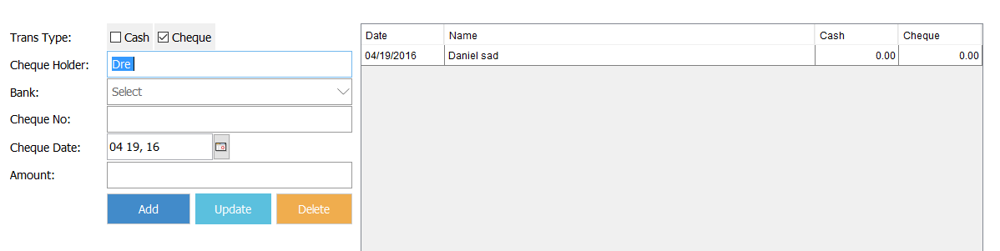 Trans Type: Cash Cheque
Cheque Holder: Dre
Bank: Select
Cheque No:
Cheque Date: 04 19, 16
Amount:
Add Update Delete
Date Name Cash Cheque
04/19/2016 Daniel sad 0.00 0.00